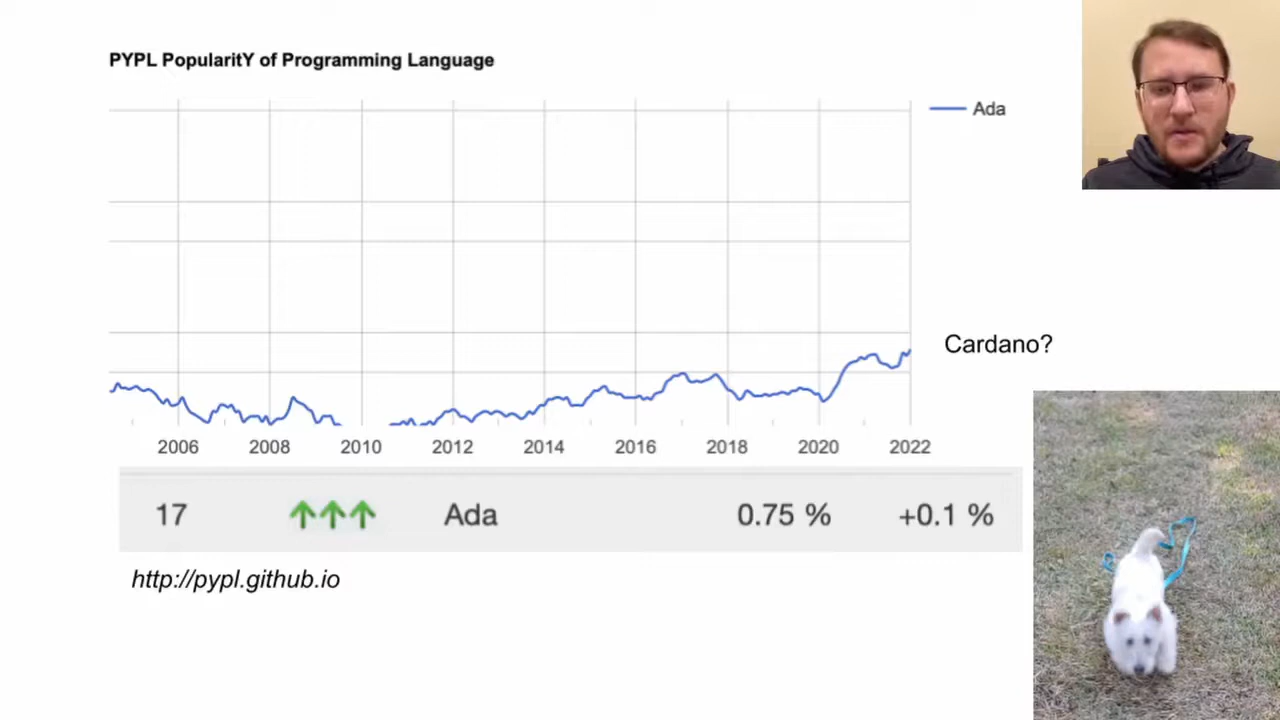 PYPL PopularitY of Programming Language
Ada
Cardano?
2006 2008 2010 2012 2014 2016 2018 2020 2022
17 ↑↑↑ Ada 0.75 % +0.1 %
http://pypl.github.io